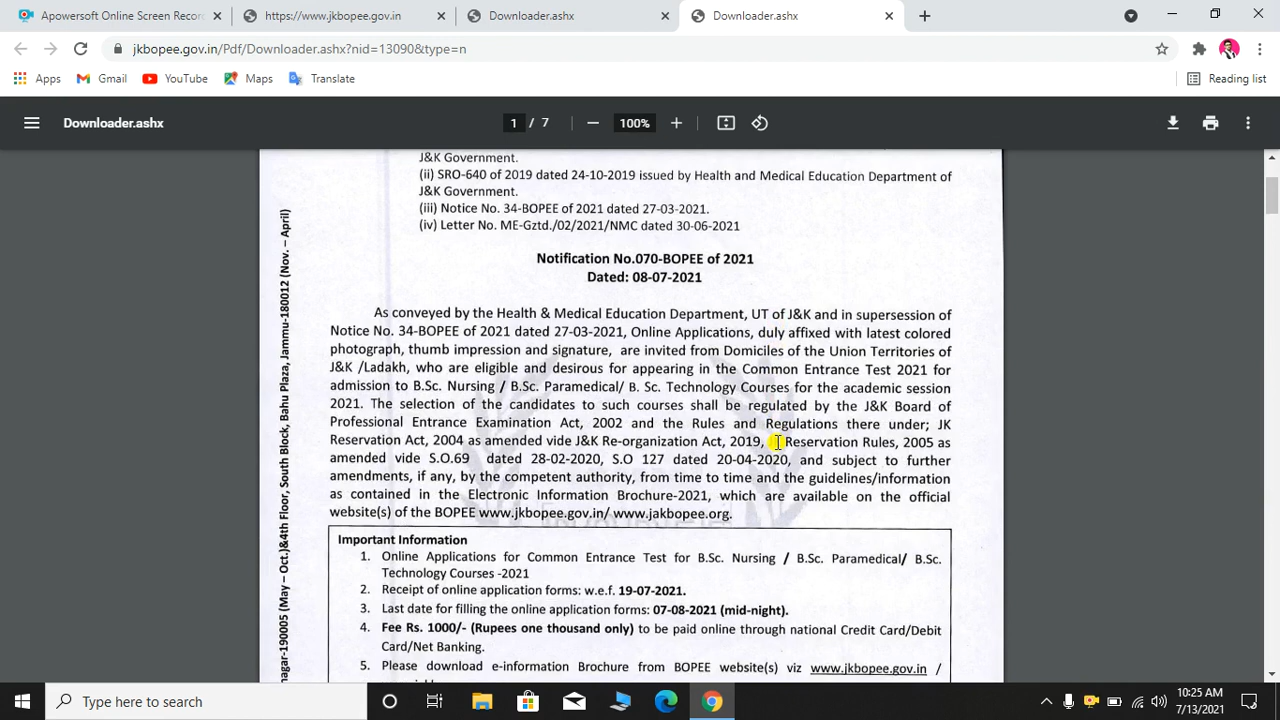 Apowersoft Online Screen Recor
https://www.jkbopee.gov.in
Downloader.ashx
Downloader.ashx
jkbopee.gov.in/Pdf/Downloader.ashx?nid=13090&type=n
Apps
Gmail
YouTube
Maps
Translate
Reading list
Downloader.ashx
1 / 7
100%
J&K Government.
(ii) SRO-640 of 2019 dated 24-10-2019 issued by Health and Medical Education Department of
J&K Government.
(iii) Notice No. 34-BOPEE of 2021 dated 27-03-2021.
(iv) Letter No. ME-Gztd./02/2021/NMC dated 30-06-2021
Notification No.070-BOPEE of 2021
Dated: 08-07-2021
As conveyed by the Health & Medical Education Department, UT of J&K and in supersession of
Notice No. 34-BOPEE of 2021 dated 27-03-2021, Online Applications, duly affixed with latest colored
photograph, thumb impression and signature, are invited from Domiciles of the Union Territories of
J&K /Ladakh, who are eligible and desirous for appearing in the Common Entrance Test 2021 for
admission to B.Sc. Nursing / B.Sc. Paramedical/ B. Sc. Technology Courses for the academic session
2021. The selection of the candidates to such courses shall be regulated by the J&K Board of
Professional Entrance Examination Act, 2002 and the Rules and Regulations there under; JK
Reservation Act, 2004 as amended vide J&K Re-organization Act, 2019, Reservation Rules, 2005 as
amended vide S.O.69 dated 28-02-2020, S.O 127 dated 20-04-2020, and subject to further
amendments, if any, by the competent authority, from time to time and the guidelines/information
as contained in the Electronic Information Brochure-2021, which are available on the official
website(s) of the BOPEE www.jkbopee.gov.in/ www.jakbopee.org.
Important Information
1. Online Applications for Common Entrance Test for B.Sc. Nursing / B.Sc. Paramedical/ B.Sc.
Technology Courses -2021
2. Receipt of online application forms: w.e.f. 19-07-2021.
3. Last date for filling the online application forms: 07-08-2021 (mid-night).
4. Fee Rs. 1000/- (Rupees one thousand only) to be paid online through national Credit Card/Debit
Card/Net Banking.
5. Please download e-information Brochure from BOPEE website(s) viz www.jkbopee.gov.in /
nagar-190005 (May – Oct.)&4th Floor, South Block, Bahu Plaza, Jammu-180012 (Nov. – April)
Type here to search
10:25 AM
7/13/2021